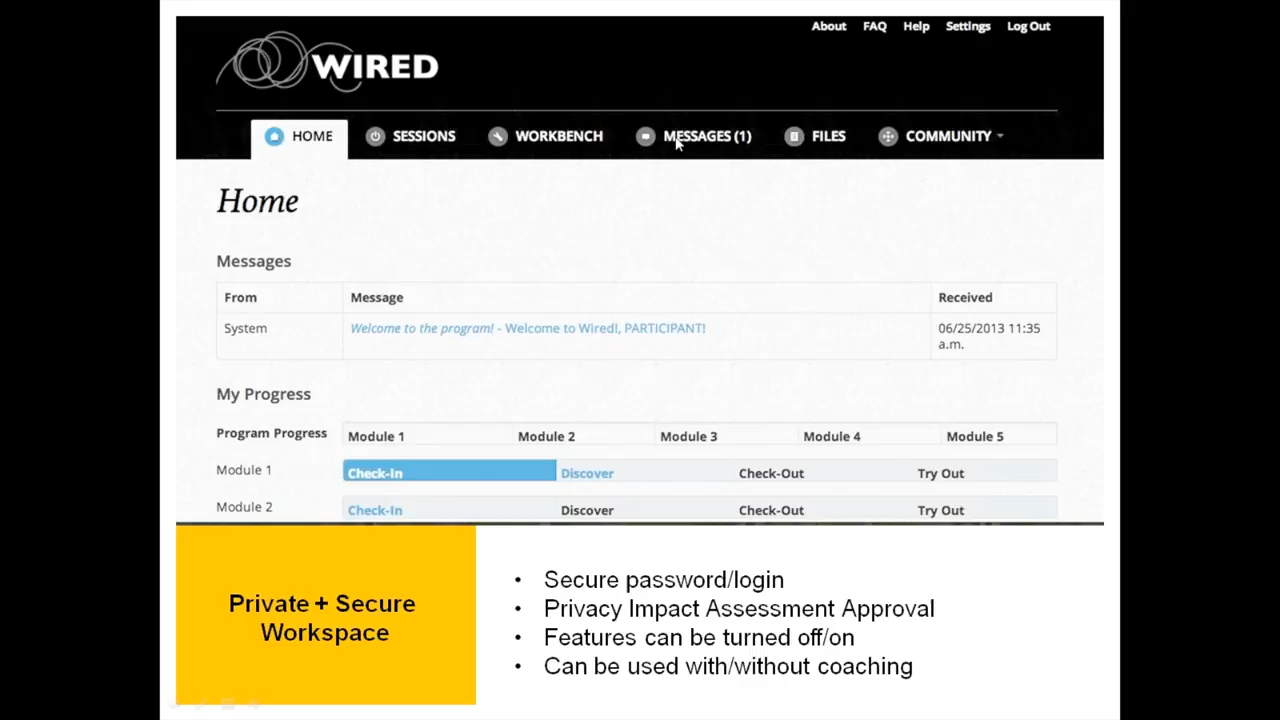 About FAQ Help Settings Log Out
WIRED
HOME SESSIONS WORKBENCH MESSAGES (1) FILES COMMUNITY
Home
Messages
From Message Received
System Welcome to the program! - Welcome to Wired!, PARTICIPANT! 06/25/2013 11:35
a.m.
My Progress
Program Progress Module 1 Module 2 Module 3 Module 4 Module 5
Module 1 Check-In Discover Check-Out Try Out
Module 2 Check-In Discover Check-Out Try Out
Private + Secure
Workspace
• Secure password/login
• Privacy Impact Assessment Approval
• Features can be turned off/on
• Can be used with/without coaching